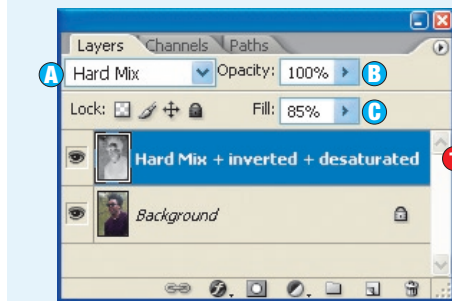 Layers Channels Paths
A Hard Mix Opacity: 100% B
Lock: Fill: 85% C
Hard Mix + inverted + desaturated
Background